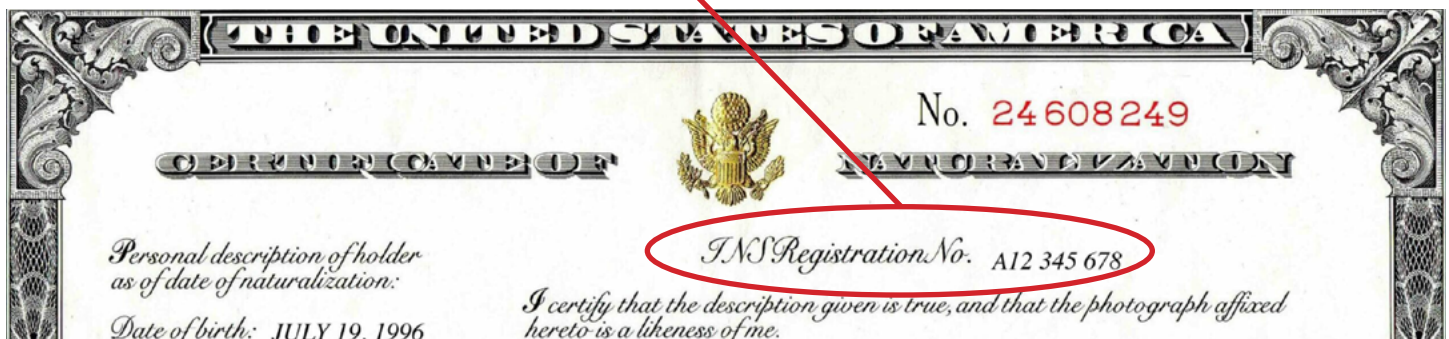 THE UNITED STATES OF AMERICA
No. 24608249
CERTIFICATE OF NATURALIZATION
INS Registration No. A12 345 678
Personal description of holder
as of date of naturalization:
Date of birth: JULY 19, 1996
I certify that the description given is true, and that the photograph affixed
hereto is a likeness of me.